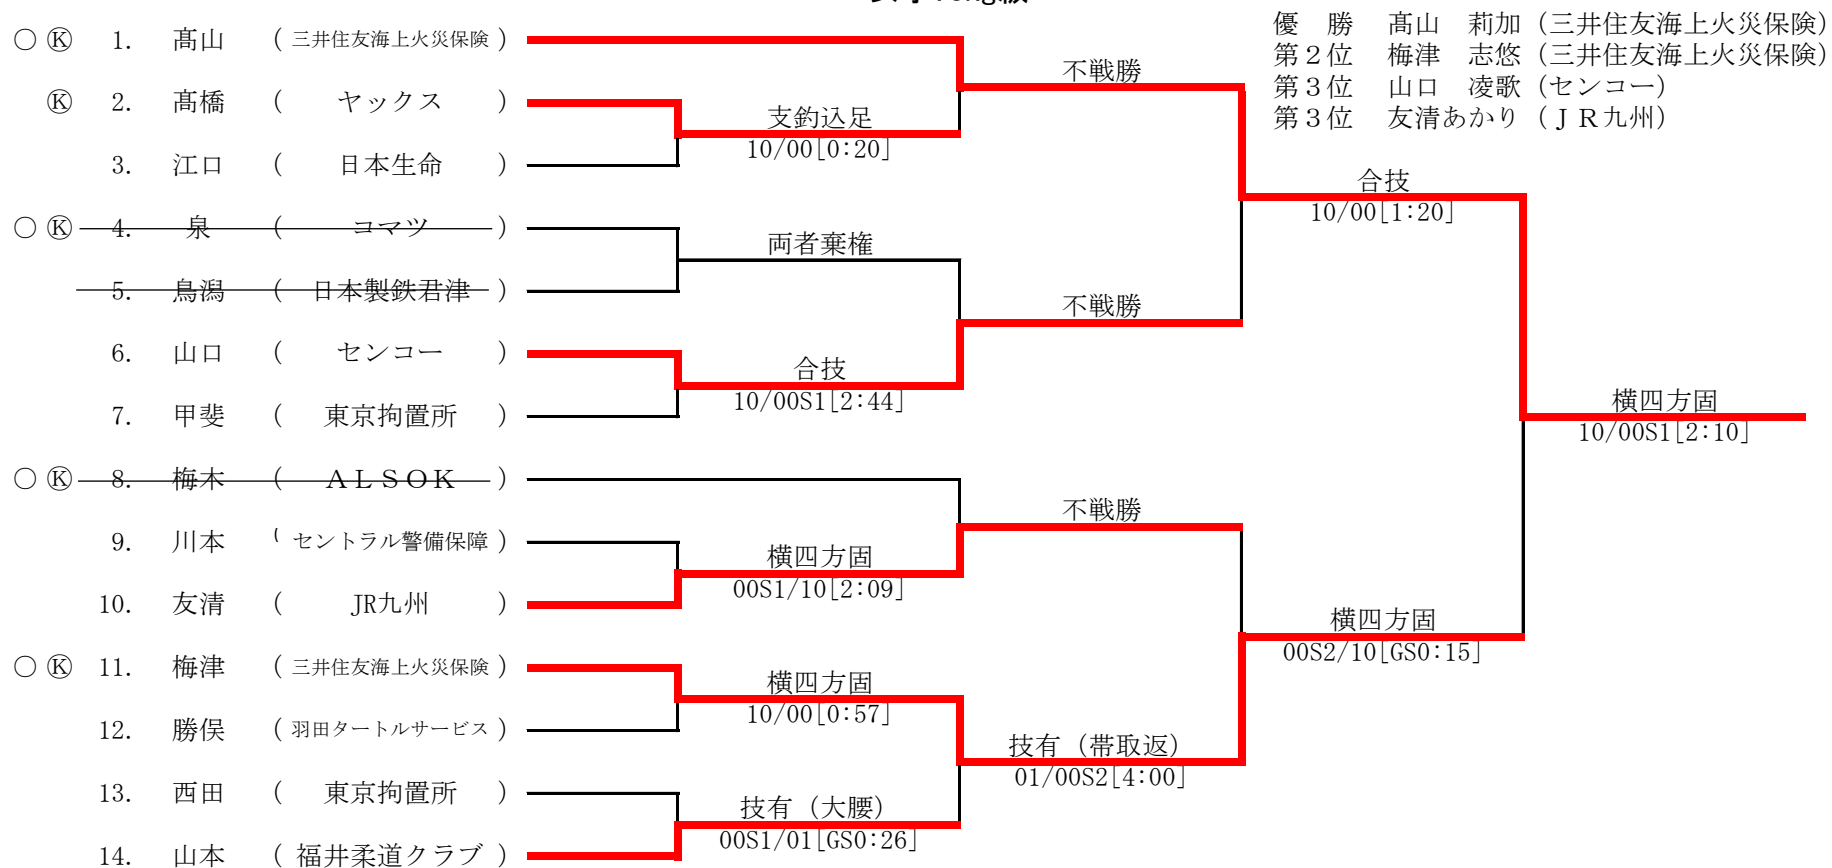 優　勝　髙山　莉加（三井住友海上火災保険）
第２位　梅津　志悠（三井住友海上火災保険）
第３位　山口　凌歌（センコー）
第３位　友清あかり（ＪＲ九州）
○ Ⓚ 1. 髙山 （ 三井住友海上火災保険 ）
不戦勝
Ⓚ 2. 髙橋 （ ヤックス ）
支釣込足
10/00[0:20]
3. 江口 （ 日本生命 ）
合技
10/00[1:20]
○ Ⓚ 4. 泉 （ コマツ ）
両者棄権
5. 鳥潟 （ 日本製鉄君津 ）
不戦勝
6. 山口 （ センコー ）
合技
10/00S1[2:44]
7. 甲斐 （ 東京拘置所 ）
横四方固
10/00S1[2:10]
○ Ⓚ 8. 梅木 （ ＡＬＳＯＫ ）
不戦勝
9. 川本 （ セントラル警備保障 ）
横四方固
00S1/10[2:09]
10. 友清 （ JR九州 ）
横四方固
00S2/10[GS0:15]
○ Ⓚ 11. 梅津 （ 三井住友海上火災保険 ）
横四方固
10/00[0:57]
12. 勝俣 （ 羽田タートルサービス ）
技有（帯取返）
01/00S2[4:00]
13. 西田 （ 東京拘置所 ）
技有（大腰）
00S1/01[GS0:26]
14. 山本 （ 福井柔道クラブ ）